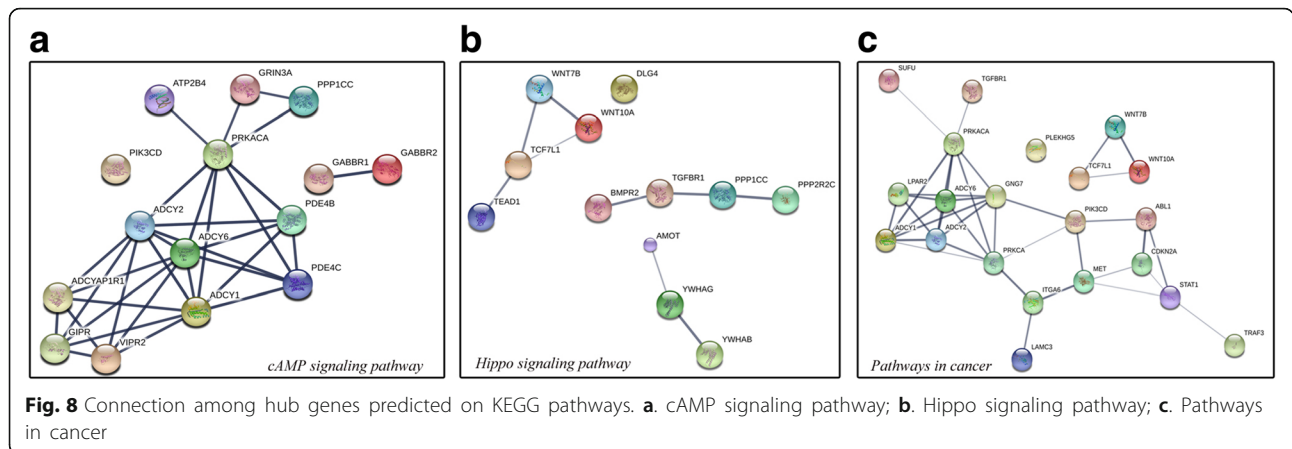 a
b
c
ATP2B4
GRIN3A
PPP1CC
PRKACA
PIK3CD
GABBR1
GABBR2
PDE4B
ADCY2
ADCY6
PDE4C
ADCYAP1R1
ADCY1
GIPR
VIPR2
cAMP signaling pathway
WNT7B
DLG4
WNT10A
TCF7L1
TEAD1
BMPR2
TGFBR1
PPP1CC
PPP2R2C
AMOT
YWHAG
YWHAB
Hippo signaling pathway
SUFU
TGFBR1
PRKACA
PLEKHG5
WNT7B
TCF7L1
WNT10A
LPAR2
ADCY6
GNG7
PIK3CD
ABL1
ADCY1
ADCY2
PRKCA
CDKN2A
MET
STAT1
ITGA6
LAMC3
TRAF3
Pathways in cancer
Fig. 8 Connection among hub genes predicted on KEGG pathways. a. cAMP signaling pathway; b. Hippo signaling pathway; c. Pathways
in cancer